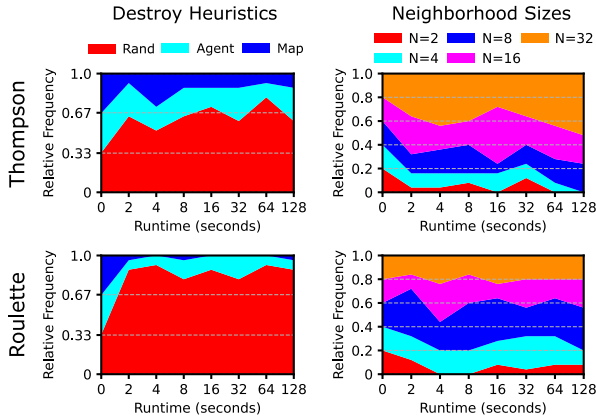 Destroy Heuristics
Rand Agent Map
Neighborhood Sizes
N=2 N=8 N=32
N=4 N=16
Thompson
Relative Frequency
1.0
0.67
0.33
0
0 2 4 8 16 32 64 128
Runtime (seconds)
Relative Frequency
1.0
0.8
0.6
0.4
0.2
0
0 2 4 8 16 32 64 128
Runtime (seconds)
Roulette
Relative Frequency
1.0
0.67
0.33
0
0 2 4 8 16 32 64 128
Runtime (seconds)
Relative Frequency
1.0
0.8
0.6
0.4
0.2
0
0 2 4 8 16 32 64 128
Runtime (seconds)